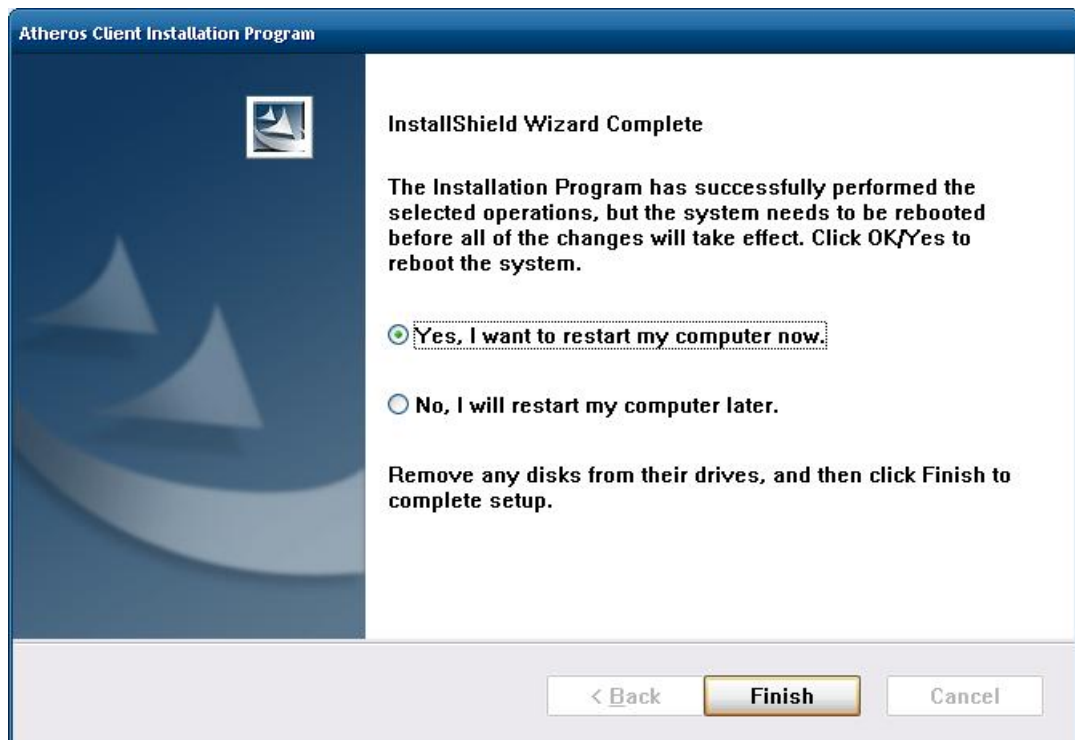 Atheros Client Installation Program
InstallShield Wizard Complete
The Installation Program has successfully performed the
selected operations, but the system needs to be rebooted
before all of the changes will take effect. Click OK/Yes to
reboot the system.
Yes, I want to restart my computer now.
No, I will restart my computer later.
Remove any disks from their drives, and then click Finish to
complete setup.
< Back Finish Cancel